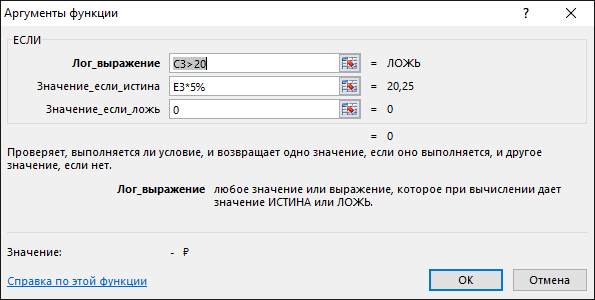 Аргументы функции
ЕСЛИ
Лог_выражение C3>20 = ЛОЖЬ
Значение_если_истина E3*5% = 20,25
Значение_если_ложь 0 = 0
= 0
Проверяет, выполняется ли условие, и возвращает одно значение, если оно выполняется, и другое
значение, если нет.
Лог_выражение любое значение или выражение, которое при вычислении дает
значение ИСТИНА или ЛОЖЬ.
Значение: - ₽
Справка по этой функции ОК Отмена